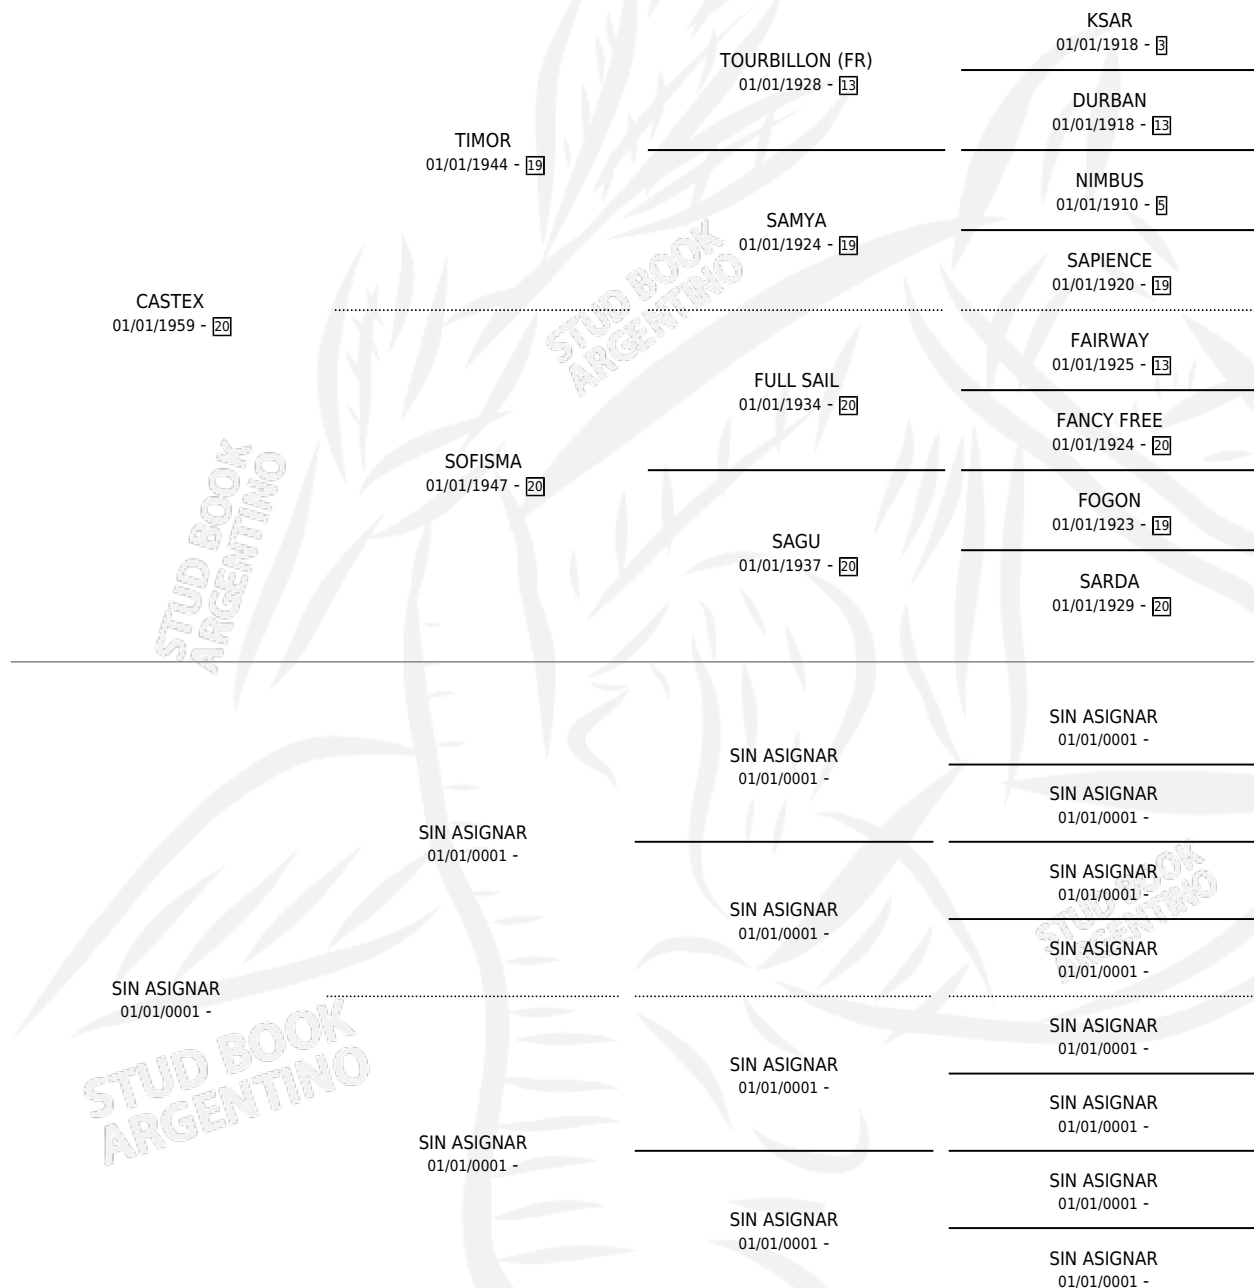 KSAR
01/01/1918 - 3
TOURBILLON (FR)
01/01/1928 - 13
DURBAN
01/01/1918 - 13
TIMOR
01/01/1944 - 19
NIMBUS
01/01/1910 - 5
SAMYA
01/01/1924 - 19
SAPIENCE
01/01/1920 - 19
CASTEX
01/01/1959 - 20
FAIRWAY
01/01/1925 - 13
FULL SAIL
01/01/1934 - 20
FANCY FREE
01/01/1924 - 20
SOFISMA
01/01/1947 - 20
FOGON
01/01/1923 - 19
SAGU
01/01/1937 - 20
SARDA
01/01/1929 - 20
STUD BOOK
ARGENTINO
STUD BOOK
ARGENTINO
SIN ASIGNAR
01/01/0001 -
SIN ASIGNAR
01/01/0001 -
SIN ASIGNAR
01/01/0001 -
SIN ASIGNAR
01/01/0001 -
SIN ASIGNAR
01/01/0001 -
SIN ASIGNAR
01/01/0001 -
SIN ASIGNAR
01/01/0001 -
SIN ASIGNAR
01/01/0001 -
SIN ASIGNAR
01/01/0001 -
SIN ASIGNAR
01/01/0001 -
SIN ASIGNAR
01/01/0001 -
SIN ASIGNAR
01/01/0001 -
SIN ASIGNAR
01/01/0001 -
SIN ASIGNAR
01/01/0001 -
SIN ASIGNAR
01/01/0001 -
STUD BOOK
ARGENTINO
STUD BOOK
ARGENTINO